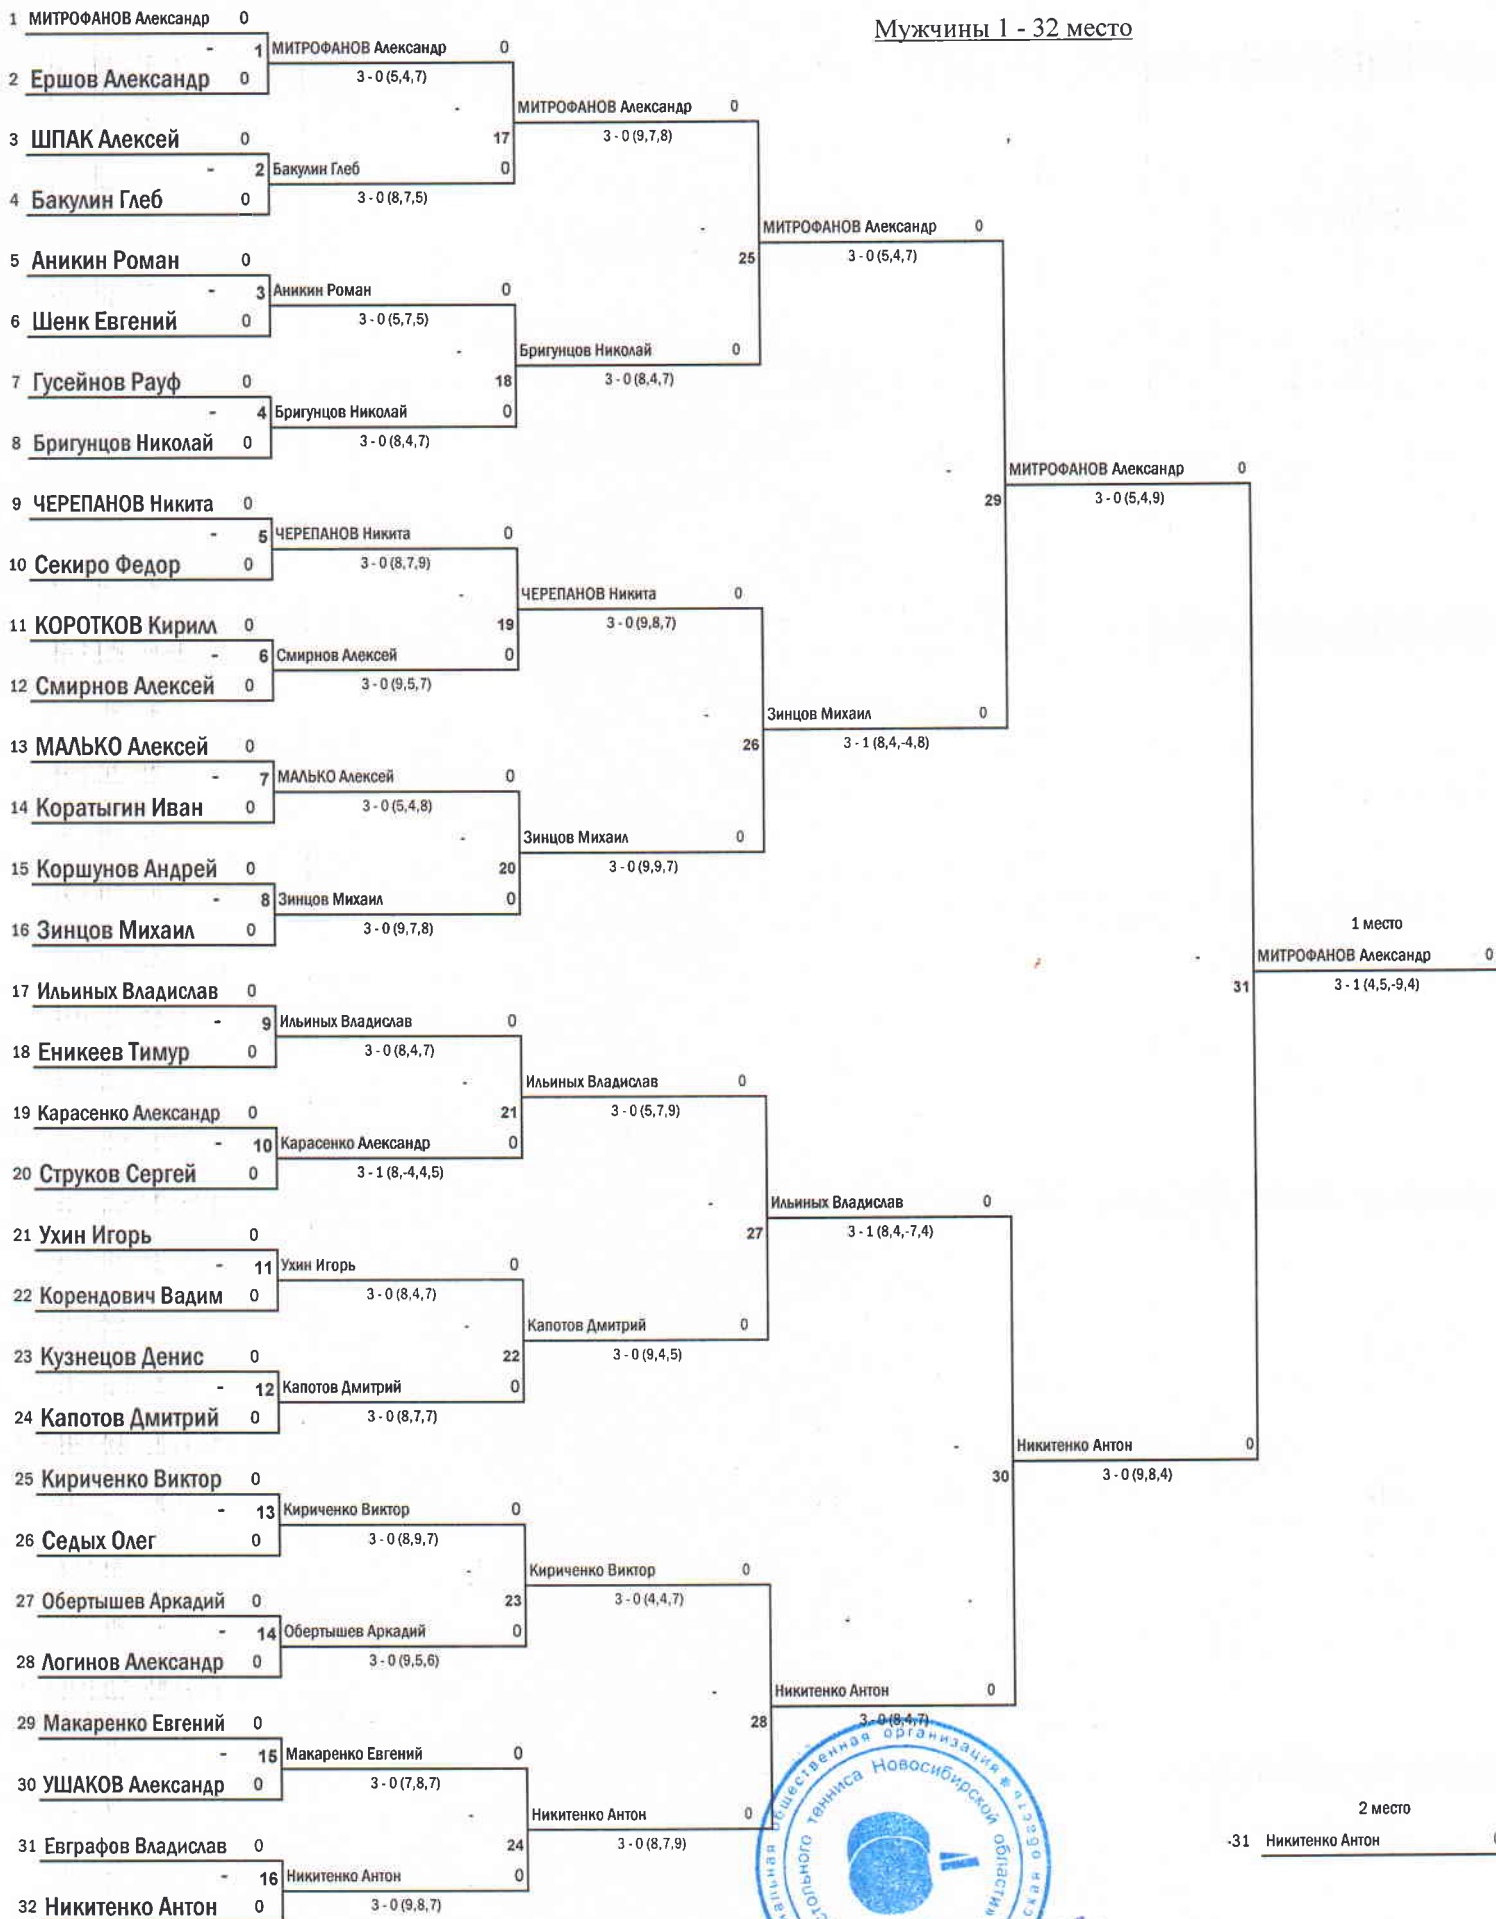 Мужчины 1 - 32 место
1 МИТРОФАНОВ Александр 0
- 1 МИТРОФАНОВ Александр 0
2 Ершов Александр 0 3 - 0 (5,4,7)
- МИТРОФАНОВ Александр 0
3 ШПАК Алексей 0 17 3 - 0 (9,7,8)
- 2 Бакулин Глеб 0
4 Бакулин Глеб 0 3 - 0 (8,7,5)
- МИТРОФАНОВ Александр 0
5 Аникин Роман 0 25 3 - 0 (5,4,7)
- 3 Аникин Роман 0
6 Шенк Евгений 0 3 - 0 (5,7,5)
- Бригунцов Николай 0
7 Гусейнов Рауф 0 18 3 - 0 (8,4,7)
- 4 Бригунцов Николай 0
8 Бригунцов Николай 0 3 - 0 (8,4,7)
- МИТРОФАНОВ Александр 0
9 ЧЕРЕПАНОВ Никита 0 29 3 - 0 (5,4,9)
- 5 ЧЕРЕПАНОВ Никита 0
10 Секиро Федор 0 3 - 0 (8,7,9)
- ЧЕРЕПАНОВ Никита 0
11 КОРОТКОВ Кирилл 0 19 3 - 0 (9,8,7)
- 6 Смирнов Алексей 0
12 Смирнов Алексей 0 3 - 0 (9,5,7)
- Зинцов Михаил 0
13 МАЛЬКО Алексей 0 26 3 - 1 (8,4,-4,8)
- 7 МАЛЬКО Алексей 0
14 Коратыгин Иван 0 3 - 0 (5,4,8)
- Зинцов Михаил 0
15 Коршунов Андрей 0 20 3 - 0 (9,9,7)
- 8 Зинцов Михаил 0
16 Зинцов Михаил 0 3 - 0 (9,7,8)
1 место
- МИТРОФАНОВ Александр 0
17 Ильиных Владислав 0 31 3 - 1 (4,5,-9,4)
- 9 Ильиных Владислав 0
18 Еникеев Тимур 0 3 - 0 (8,4,7)
- Ильиных Владислав 0
19 Карасенко Александр 0 21 3 - 0 (5,7,9)
- 10 Карасенко Александр 0
20 Струков Сергей 0 3 - 1 (8,-4,4,5)
- Ильиных Владислав 0
21 Ухин Игорь 0 27 3 - 1 (8,4,-7,4)
- 11 Ухин Игорь 0
22 Корендович Вадим 0 3 - 0 (8,4,7)
- Капотов Дмитрий 0
23 Кузнецов Денис 0 22 3 - 0 (9,4,5)
- 12 Капотов Дмитрий 0
24 Капотов Дмитрий 0 3 - 0 (8,7,7)
- Никитенко Антон 0
25 Кириченко Виктор 0 30 3 - 0 (9,8,4)
- 13 Кириченко Виктор 0
26 Седых Олег 0 3 - 0 (8,9,7)
- Кириченко Виктор 0
27 Обертышев Аркадий 0 23 3 - 0 (4,4,7)
- 14 Обертышев Аркадий 0
28 Логинов Александр 0 3 - 0 (9,5,6)
- Никитенко Антон 0
29 Макаренко Евгений 0 28 3 - 0 (8,4,7)
- 15 Макаренко Евгений 0
30 УШАКОВ Александр 0 3 - 0 (7,8,7)
- Никитенко Антон 0
2 место
31 Евграфов Владислав 0 24 3 - 0 (8,7,9) -31 Никитенко Антон
- 16 Никитенко Антон 0
32 Никитенко Антон 0 3 - 0 (9,8,7)
общественная организация
тенниса Новосибирской области"